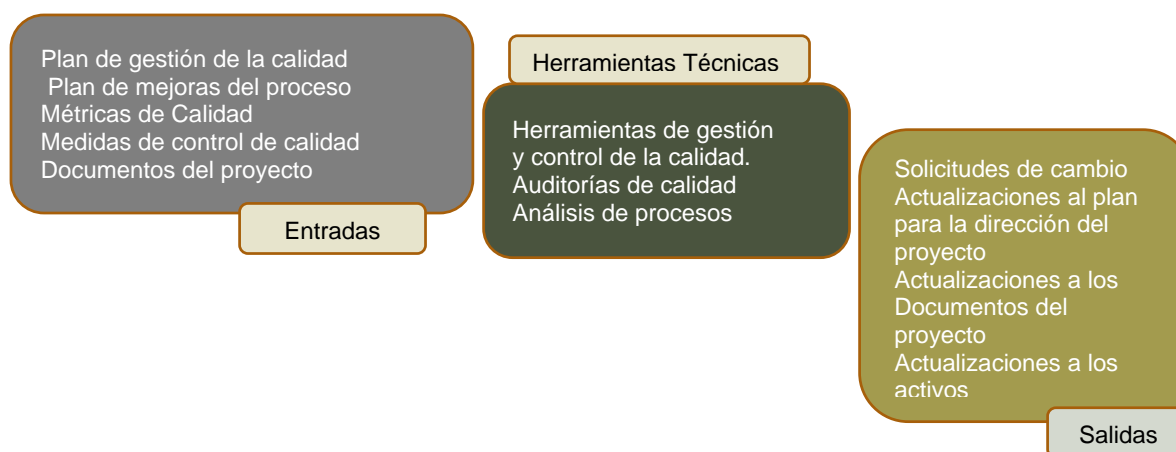 Plan de gestión de la calidad
Plan de mejoras del proceso
Métricas de Calidad
Medidas de control de calidad
Documentos del proyecto
Entradas
Herramientas Técnicas
Herramientas de gestión
y control de la calidad.
Auditorías de calidad
Análisis de procesos
Solicitudes de cambio
Actualizaciones al plan
para la dirección del
proyecto
Actualizaciones a los
Documentos del
proyecto
Actualizaciones a los
activos
Salidas